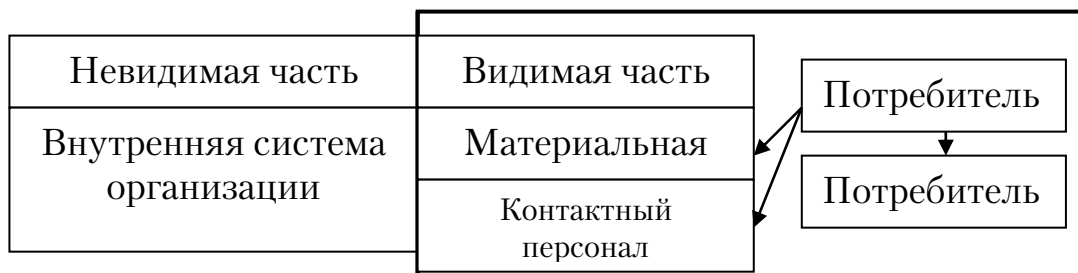 Невидимая часть
Внутренняя система
организации
Видимая часть
Материальная
Контактный
персонал
Потребитель
Потребитель